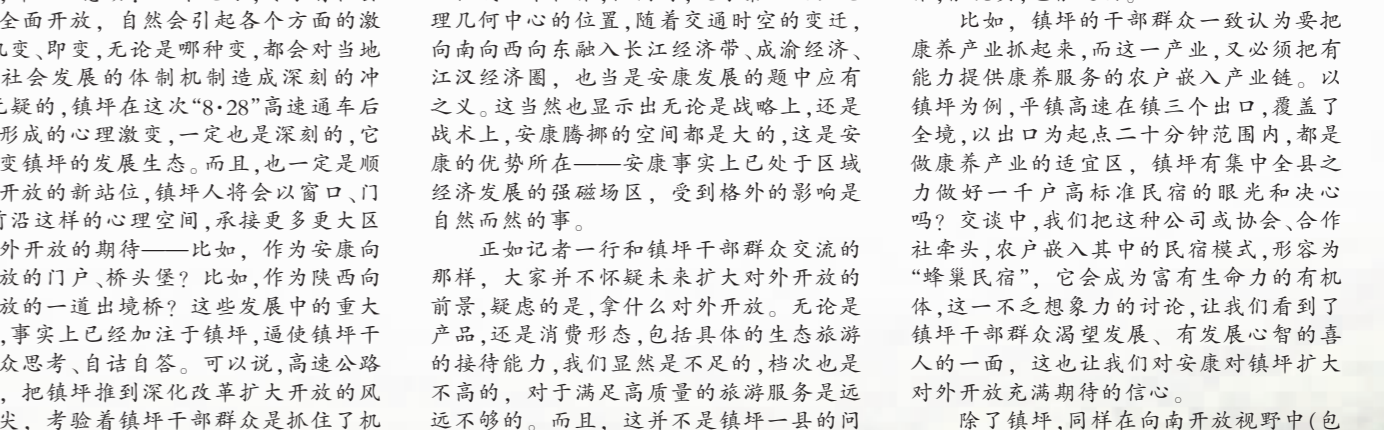 全面开放，自然会引起各个方面的激
变、即变，无论是哪种变，都会对当地
社会发展的体制机制造成深刻的冲
疑的，镇坪在这次“8·28”高速通车后
形成的心理激变，一定也是深刻的，它
变镇坪的发展生态。而且，也一定是顺
开放的新站位，镇坪人将会以窗口、门
沿这样的心理空间，承接更多更大区
外开放的期待——比如，作为安康向
放的门户、桥头堡？比如，作为陕西向
放的一道出境桥？这些发展中的重大
，事实上已经加注于镇坪，逼使镇坪干
众思考、自诘自答。可以说，高速公路
，把镇坪推到深化改革扩大开放的风
尖，考验着镇坪干部群众是抓住了机
理几何中心的位置，随着交通时空的变迁，
向南向西向东融入长江经济带、成渝经济、
江汉经济圈，也当是安康发展的题中应有
之义。这当然也显示出无论是战略上，还是
战术上，安康腾挪的空间都是大的，这是安
康的优势所在——安康事实上已处于区域
经济发展的强磁场区，受到格外的影响是
自然而然的事。
正如记者一行和镇坪干部群众交流的
那样，大家并不怀疑未来扩大对外开放的
前景，疑虑的是，拿什么对外开放。无论是
产品，还是消费形态，包括具体的生态旅游
的接待能力，我们显然是不足的，档次也是
不高的，对于满足高质量的旅游服务是远
远不够的。而且，这并不是镇坪一县的问
比如，镇坪的干部群众一致认为要把
康养产业抓起来，而这一产业，又必须把有
能力提供康养服务的农户嵌入产业链。以
镇坪为例，平镇高速在镇三个出口，覆盖了
全境，以出口为起点二十分钟范围内，都是
做康养产业的适宜区，镇坪有集中全县之
力做好一千户高标准民宿的眼光和决心
吗？交谈中，我们把这种公司或协会、合作
社牵头，农户嵌入其中的民宿模式，形容为
“蜂巢民宿”，它会成为富有生命力的有机
体，这一不乏想象力的讨论，让我们看到了
镇坪干部群众渴望发展、有发展心智的喜
人的一面，这也让我们对安康对镇坪扩大
对外开放充满期待的信心。
除了镇坪，同样在向南开放视野中（包